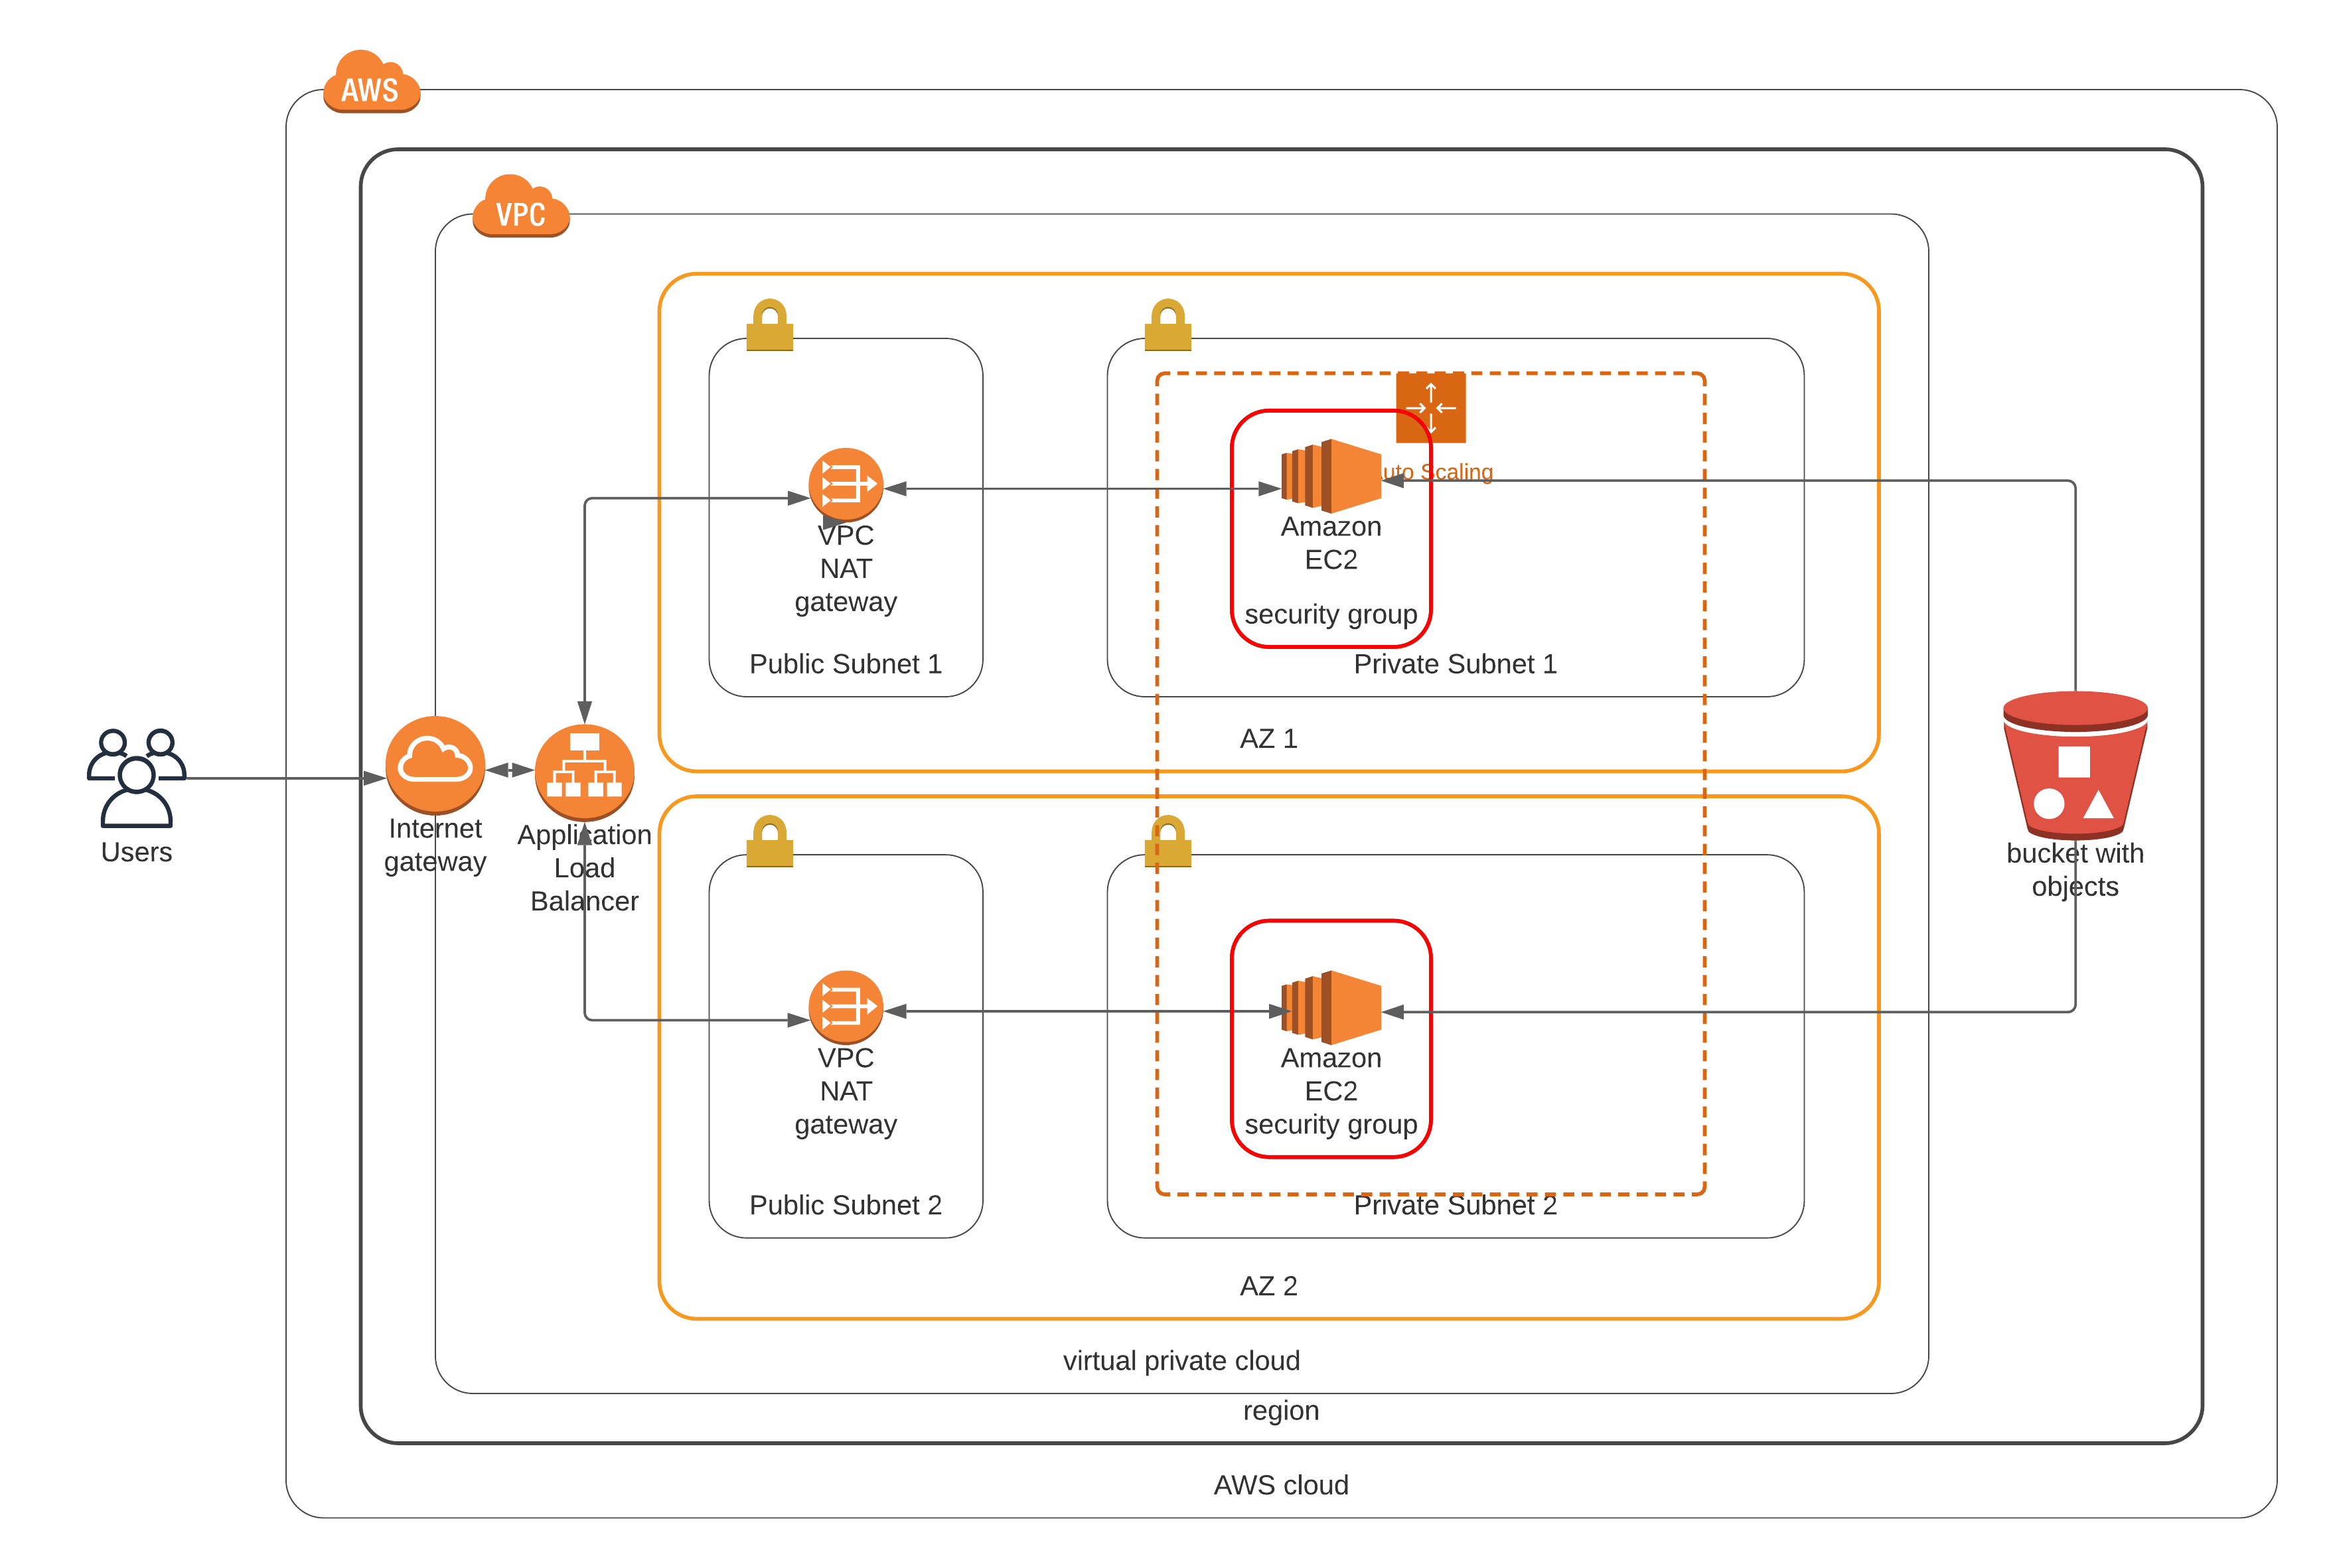 AWS
VPC
Auto Scaling
VPC
NAT
gateway
Amazon
EC2
security group
Public Subnet 1
Private Subnet 1
AZ 1
Users
Internet
gateway
Application
Load
Balancer
bucket with
objects
VPC
NAT
gateway
Amazon
EC2
security group
Public Subnet 2
Private Subnet 2
AZ 2
virtual private cloud
region
AWS cloud